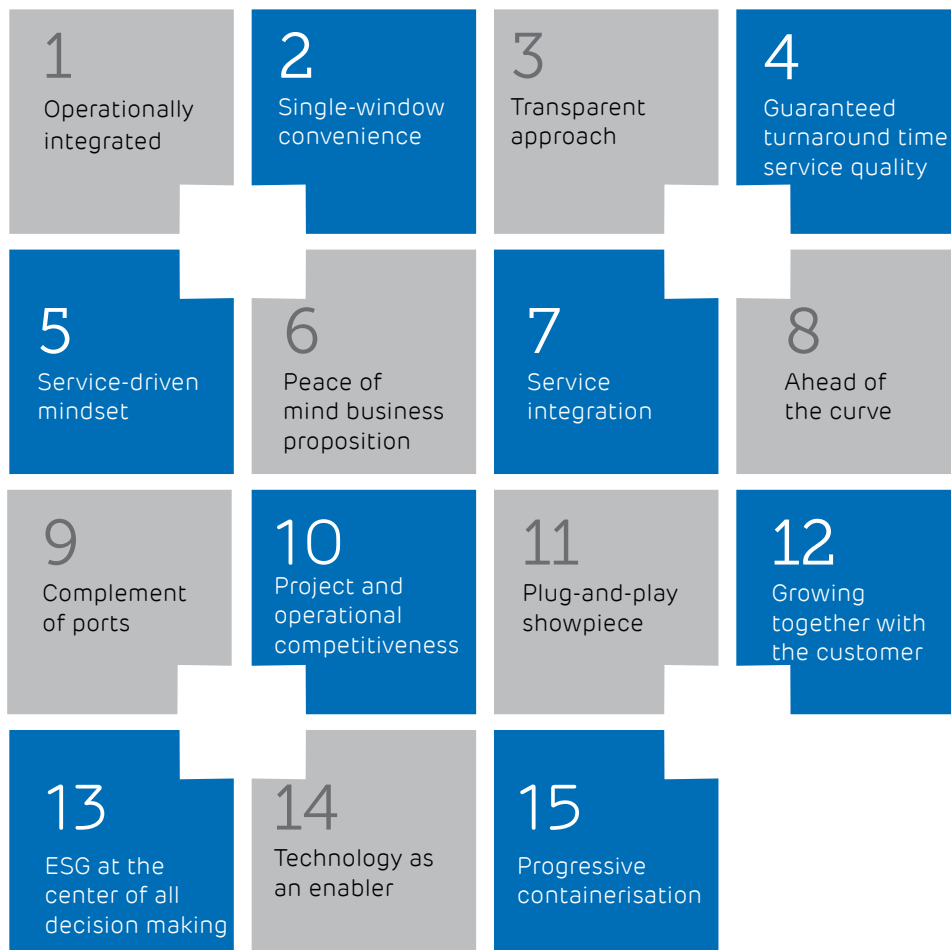 1
Operationally
integrated
2
Single-window
convenience
3
Transparent
approach
4
Guaranteed
turnaround time
service quality
5
Service-driven
mindset
6
Peace of
mind business
proposition
7
Service
integration
8
Ahead of
the curve
9
Complement
of ports
10
Project and
operational
competitiveness
11
Plug-and-play
showpiece
12
Growing
together with
the customer
13
ESG at the
center of all
decision making
14
Technology as
an enabler
15
Progressive
containerisation